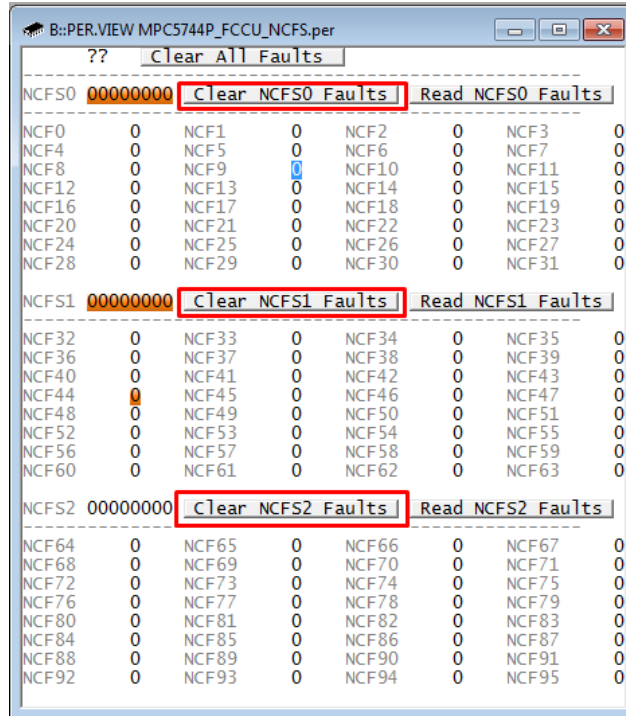 B::PER.VIEW MPC5744P_FCCU_NCFS.per
?? Clear All Faults
NCFS0 00000000 Clear NCFS0 Faults Read NCFS0 Faults
NCF0 0 NCF1 0 NCF2 0 NCF3 0
NCF4 0 NCF5 0 NCF6 0 NCF7 0
NCF8 0 NCF9 0 NCF10 0 NCF11 0
NCF12 0 NCF13 0 NCF14 0 NCF15 0
NCF16 0 NCF17 0 NCF18 0 NCF19 0
NCF20 0 NCF21 0 NCF22 0 NCF23 0
NCF24 0 NCF25 0 NCF26 0 NCF27 0
NCF28 0 NCF29 0 NCF30 0 NCF31 0
NCFS1 00000000 Clear NCFS1 Faults Read NCFS1 Faults
NCF32 0 NCF33 0 NCF34 0 NCF35 0
NCF36 0 NCF37 0 NCF38 0 NCF39 0
NCF40 0 NCF41 0 NCF42 0 NCF43 0
NCF44 0 NCF45 0 NCF46 0 NCF47 0
NCF48 0 NCF49 0 NCF50 0 NCF51 0
NCF52 0 NCF53 0 NCF54 0 NCF55 0
NCF56 0 NCF57 0 NCF58 0 NCF59 0
NCF60 0 NCF61 0 NCF62 0 NCF63 0
NCFS2 00000000 Clear NCFS2 Faults Read NCFS2 Faults
NCF64 0 NCF65 0 NCF66 0 NCF67 0
NCF68 0 NCF69 0 NCF70 0 NCF71 0
NCF72 0 NCF73 0 NCF74 0 NCF75 0
NCF76 0 NCF77 0 NCF78 0 NCF79 0
NCF80 0 NCF81 0 NCF82 0 NCF83 0
NCF84 0 NCF85 0 NCF86 0 NCF87 0
NCF88 0 NCF89 0 NCF90 0 NCF91 0
NCF92 0 NCF93 0 NCF94 0 NCF95 0